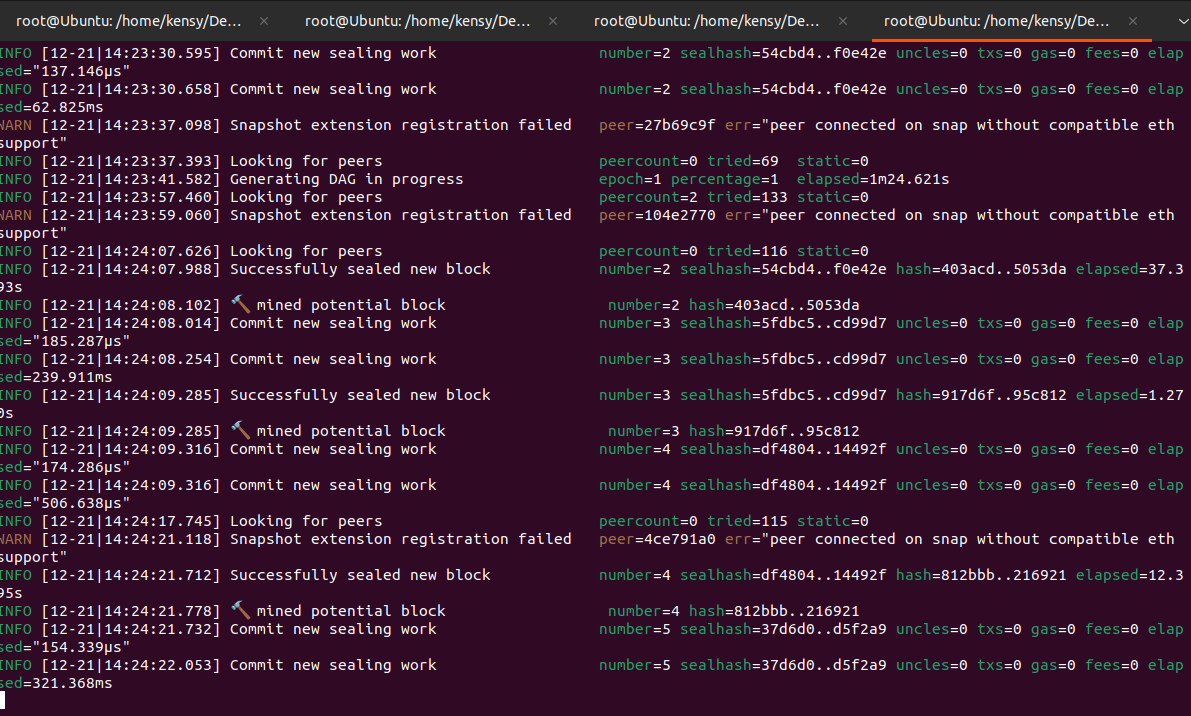 root@Ubuntu: /home/kensy/De... × root@Ubuntu: /home/kensy/De... × root@Ubuntu: /home/kensy/De... × root@Ubuntu: /home/kensy/De... ×
INFO [12-21|14:23:30.595] Commit new sealing work number=2 sealhash=54cbd4..f0e42e uncles=0 txs=0 gas=0 fees=0 elap
sed="137.146µs"
INFO [12-21|14:23:30.658] Commit new sealing work number=2 sealhash=54cbd4..f0e42e uncles=0 txs=0 gas=0 fees=0 elap
sed=62.825ms
WARN [12-21|14:23:37.098] Snapshot extension registration failed peer=27b69c9f err="peer connected on snap without compatible eth
support"
INFO [12-21|14:23:37.393] Looking for peers peercount=0 tried=69 static=0
INFO [12-21|14:23:41.582] Generating DAG in progress epoch=1 percentage=1 elapsed=1m24.621s
INFO [12-21|14:23:57.460] Looking for peers peercount=2 tried=133 static=0
WARN [12-21|14:23:59.060] Snapshot extension registration failed peer=104e2770 err="peer connected on snap without compatible eth
support"
INFO [12-21|14:24:07.626] Looking for peers peercount=0 tried=116 static=0
INFO [12-21|14:24:07.988] Successfully sealed new block number=2 sealhash=54cbd4..f0e42e hash=403acd..5053da elapsed=37.3
93s
INFO [12-21|14:24:08.102] 🔨 mined potential block number=2 hash=403acd..5053da
INFO [12-21|14:24:08.014] Commit new sealing work number=3 sealhash=5fdbc5..cd99d7 uncles=0 txs=0 gas=0 fees=0 elap
sed="185.287µs"
INFO [12-21|14:24:08.254] Commit new sealing work number=3 sealhash=5fdbc5..cd99d7 uncles=0 txs=0 gas=0 fees=0 elap
sed=239.911ms
INFO [12-21|14:24:09.285] Successfully sealed new block number=3 sealhash=5fdbc5..cd99d7 hash=917d6f..95c812 elapsed=1.27
0s
INFO [12-21|14:24:09.285] 🔨 mined potential block number=3 hash=917d6f..95c812
INFO [12-21|14:24:09.316] Commit new sealing work number=4 sealhash=df4804..14492f uncles=0 txs=0 gas=0 fees=0 elap
sed="174.286µs"
INFO [12-21|14:24:09.316] Commit new sealing work number=4 sealhash=df4804..14492f uncles=0 txs=0 gas=0 fees=0 elap
sed="506.638µs"
INFO [12-21|14:24:17.745] Looking for peers peercount=0 tried=115 static=0
WARN [12-21|14:24:21.118] Snapshot extension registration failed peer=4ce791a0 err="peer connected on snap without compatible eth
support"
INFO [12-21|14:24:21.712] Successfully sealed new block number=4 sealhash=df4804..14492f hash=812bbb..216921 elapsed=12.3
95s
INFO [12-21|14:24:21.778] 🔨 mined potential block number=4 hash=812bbb..216921
INFO [12-21|14:24:21.732] Commit new sealing work number=5 sealhash=37d6d0..d5f2a9 uncles=0 txs=0 gas=0 fees=0 elap
sed="154.339µs"
INFO [12-21|14:24:22.053] Commit new sealing work number=5 sealhash=37d6d0..d5f2a9 uncles=0 txs=0 gas=0 fees=0 elap
sed=321.368ms